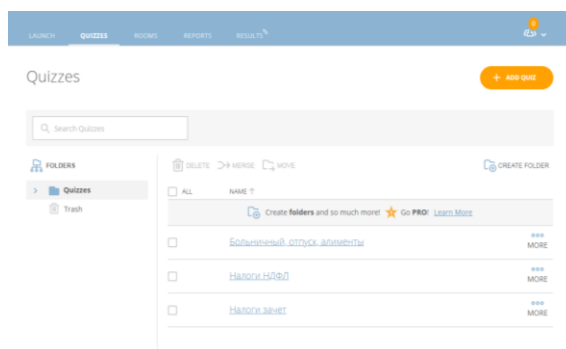 LAUNCH QUIZZES ROOMS REPORTS RESULTS 0
Quizzes
+ ADD QUIZ
Search Quizzes
FOLDERS
DELETE MERGE MOVE CREATE FOLDER
Quizzes
ALL NAME ↑
Trash
Create folders and so much more! Go PRO! Learn More
Больничный, отпуск, алименты
MORE
Налоги НДФЛ
MORE
Налоги зачет
MORE